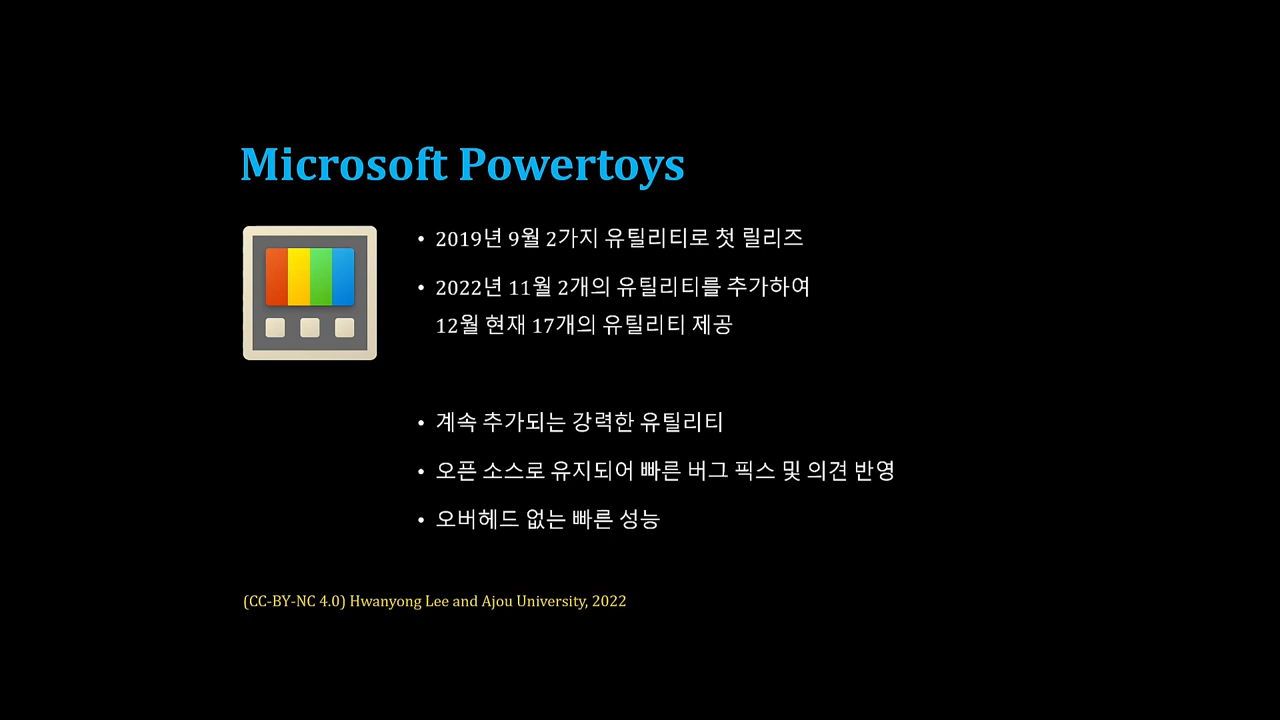 Microsoft Powertoys
• 2019년 9월 2가지 유틸리티로 첫 릴리즈
• 2022년 11월 2개의 유틸리티를 추가하여
12월 현재 17개의 유틸리티 제공
• 계속 추가되는 강력한 유틸리티
• 오픈 소스로 유지되어 빠른 버그 픽스 및 의견 반영
• 오버헤드 없는 빠른 성능
(CC-BY-NC 4.0) Hwanyong Lee and Ajou University, 2022